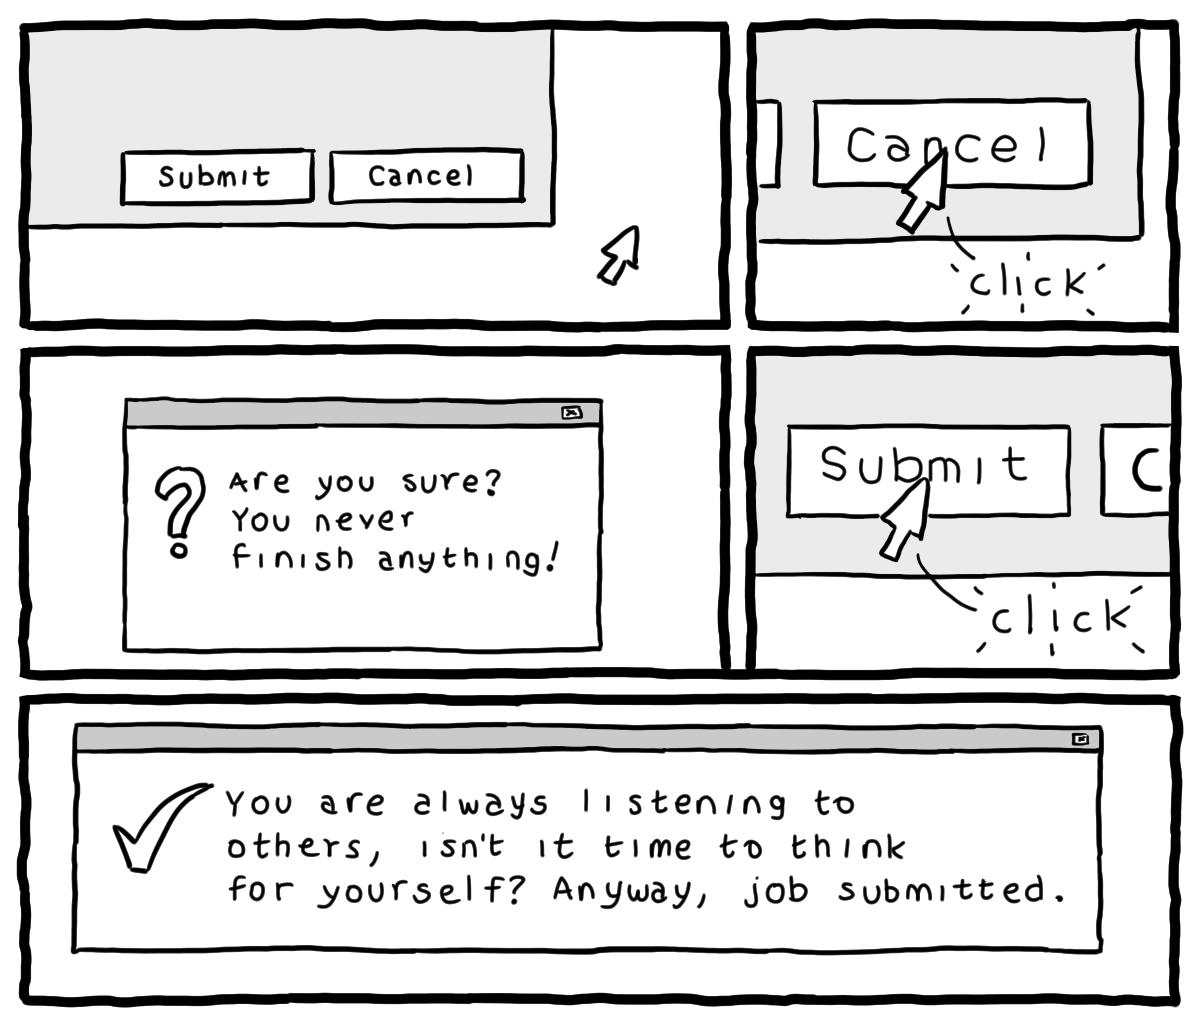 Submit
Cancel
Cancel
click
Are you sure?
You never
finish anything!
Submit
C
click
You are always listening to
others, isn't it time to think
for yourself? Anyway, job submitted.